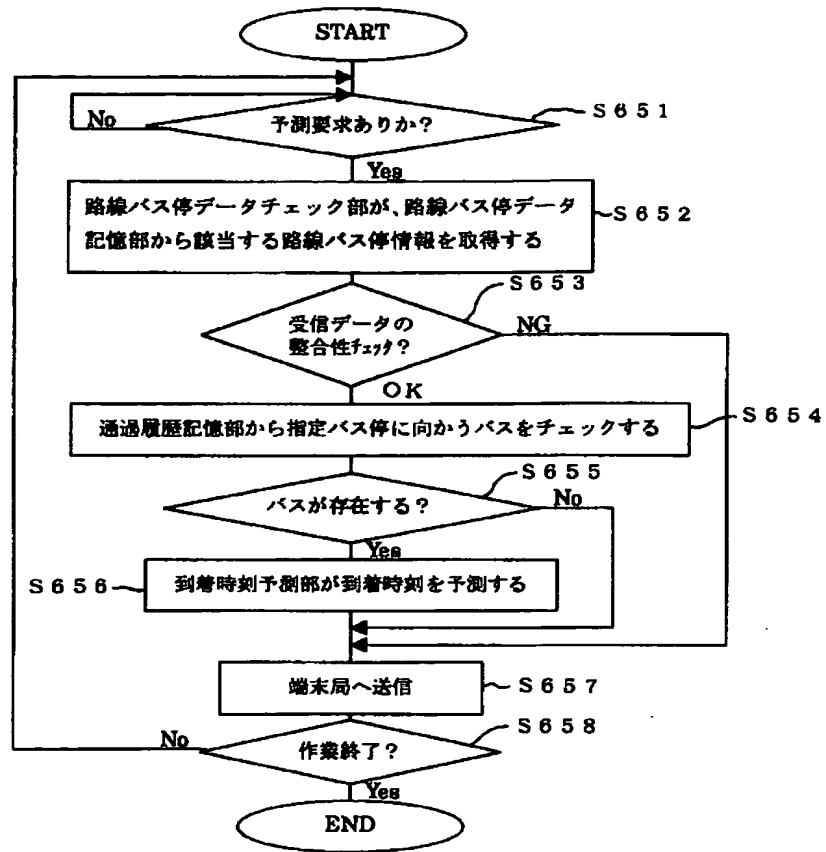 START
予測要求ありか?
No
S651
Yes
路線バス停データチェック部が、路線バス停データ
記憶部から該当する路線バス停情報を取得する
S652
S653
受信データの
整合性チェック?
NG
OK
通過履歴記憶部から指定バス停に向かうバスをチェックする
S654
S655
バスが存在する?
No
Yes
S656
到着時刻予測部が到着時刻を予測する
端末局へ送信
S657
S658
No
作業終了?
Yes
END